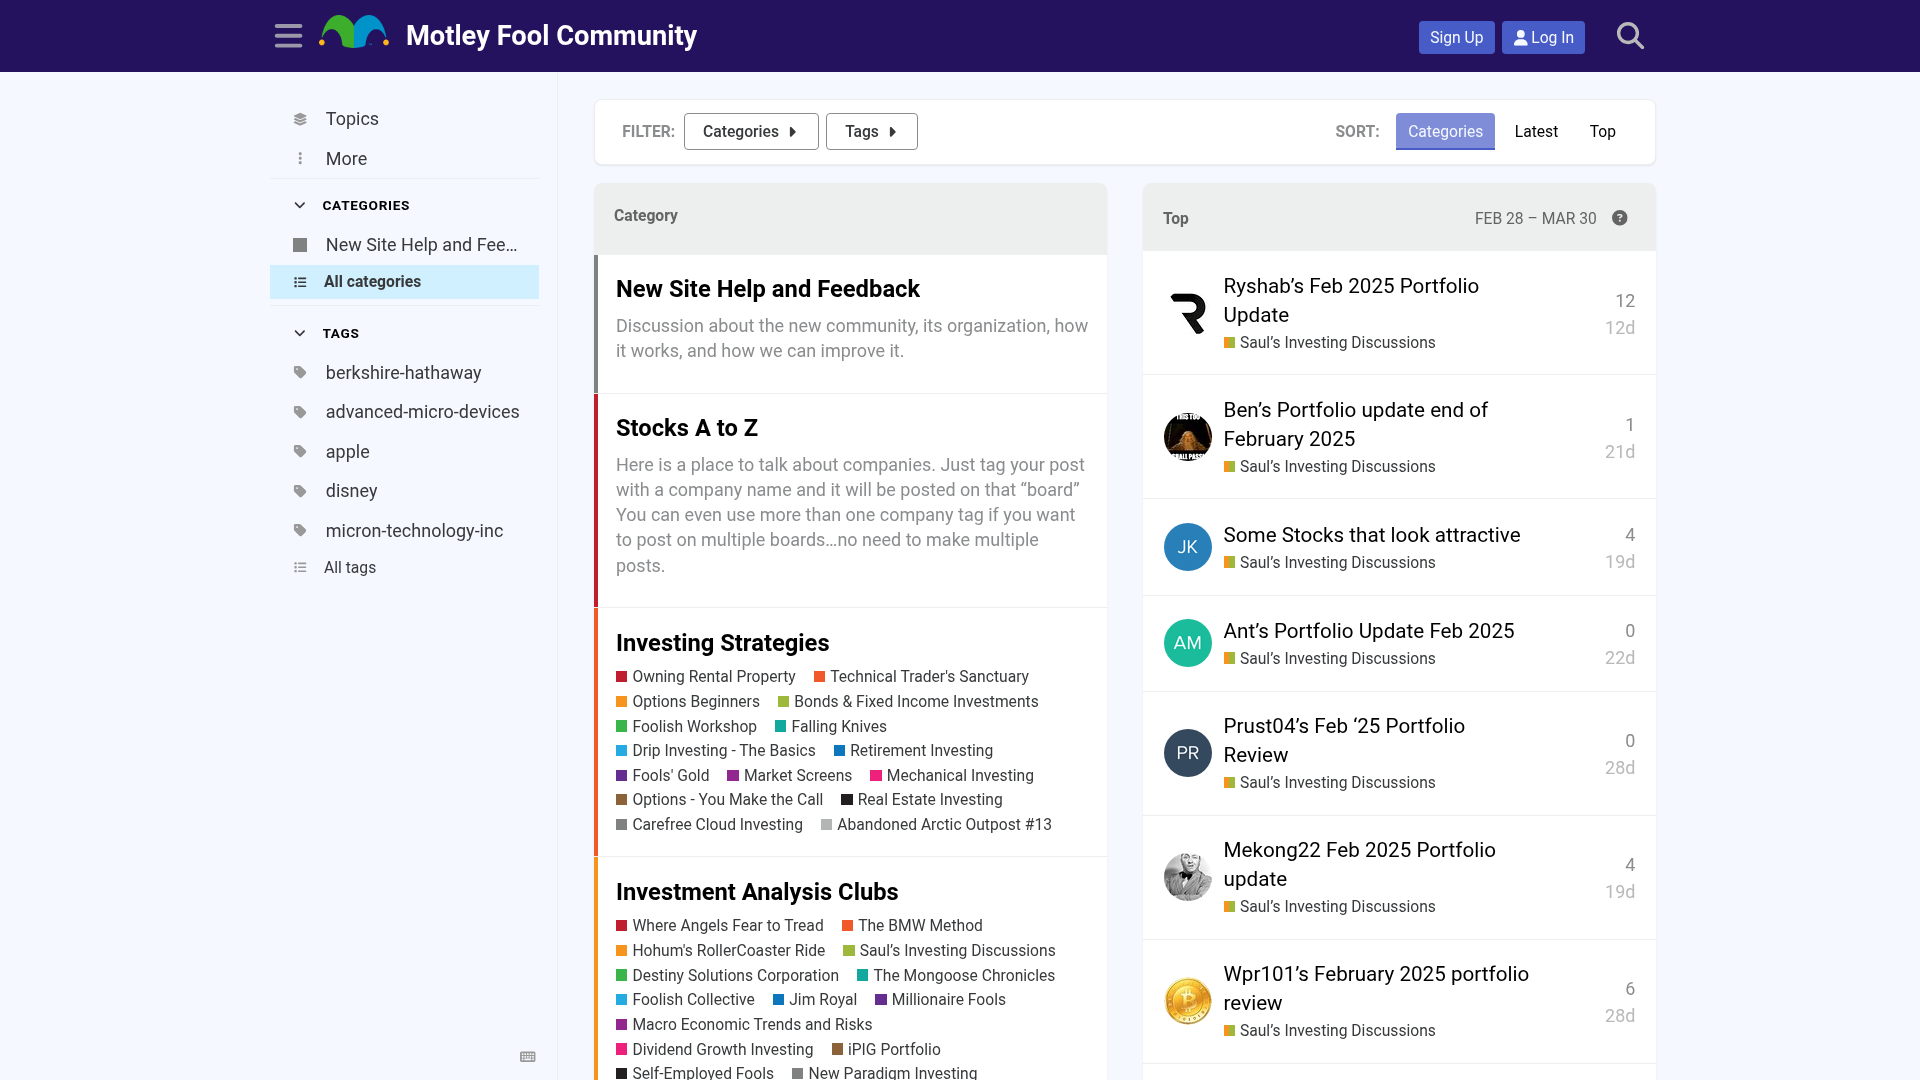 Motley Fool Community
Sign Up
Log In
Topics
More
CATEGORIES
New Site Help and Fee...
All categories
TAGS
berkshire-hathaway
advanced-micro-devices
apple
disney
micron-technology-inc
All tags
FILTER: Categories Tags
SORT: Categories Latest Top
Category
New Site Help and Feedback
Discussion about the new community, its organization, how
it works, and how we can improve it.
Stocks A to Z
Here is a place to talk about companies. Just tag your post
with a company name and it will be posted on that “board”
You can even use more than one company tag if you want
to post on multiple boards…no need to make multiple
posts.
Investing Strategies
Owning Rental Property Technical Trader's Sanctuary
Options Beginners Bonds & Fixed Income Investments
Foolish Workshop Falling Knives
Drip Investing - The Basics Retirement Investing
Fools' Gold Market Screens Mechanical Investing
Options - You Make the Call Real Estate Investing
Carefree Cloud Investing Abandoned Arctic Outpost #13
Investment Analysis Clubs
Where Angels Fear to Tread The BMW Method
Hohum's RollerCoaster Ride Saul’s Investing Discussions
Destiny Solutions Corporation The Mongoose Chronicles
Foolish Collective Jim Royal Millionaire Fools
Macro Economic Trends and Risks
Dividend Growth Investing iPIG Portfolio
Self-Employed Fools New Paradigm Investing
Top FEB 28 – MAR 30
Ryshab’s Feb 2025 Portfolio
Update
Saul’s Investing Discussions
12
12d
Ben’s Portfolio update end of
February 2025
Saul’s Investing Discussions
1
21d
JK
Some Stocks that look attractive
Saul’s Investing Discussions
4
19d
AM
Ant’s Portfolio Update Feb 2025
Saul’s Investing Discussions
0
22d
PR
Prust04’s Feb ‘25 Portfolio
Review
Saul’s Investing Discussions
0
28d
Mekong22 Feb 2025 Portfolio
update
Saul’s Investing Discussions
4
19d
Wpr101’s February 2025 portfolio
review
Saul’s Investing Discussions
6
28d